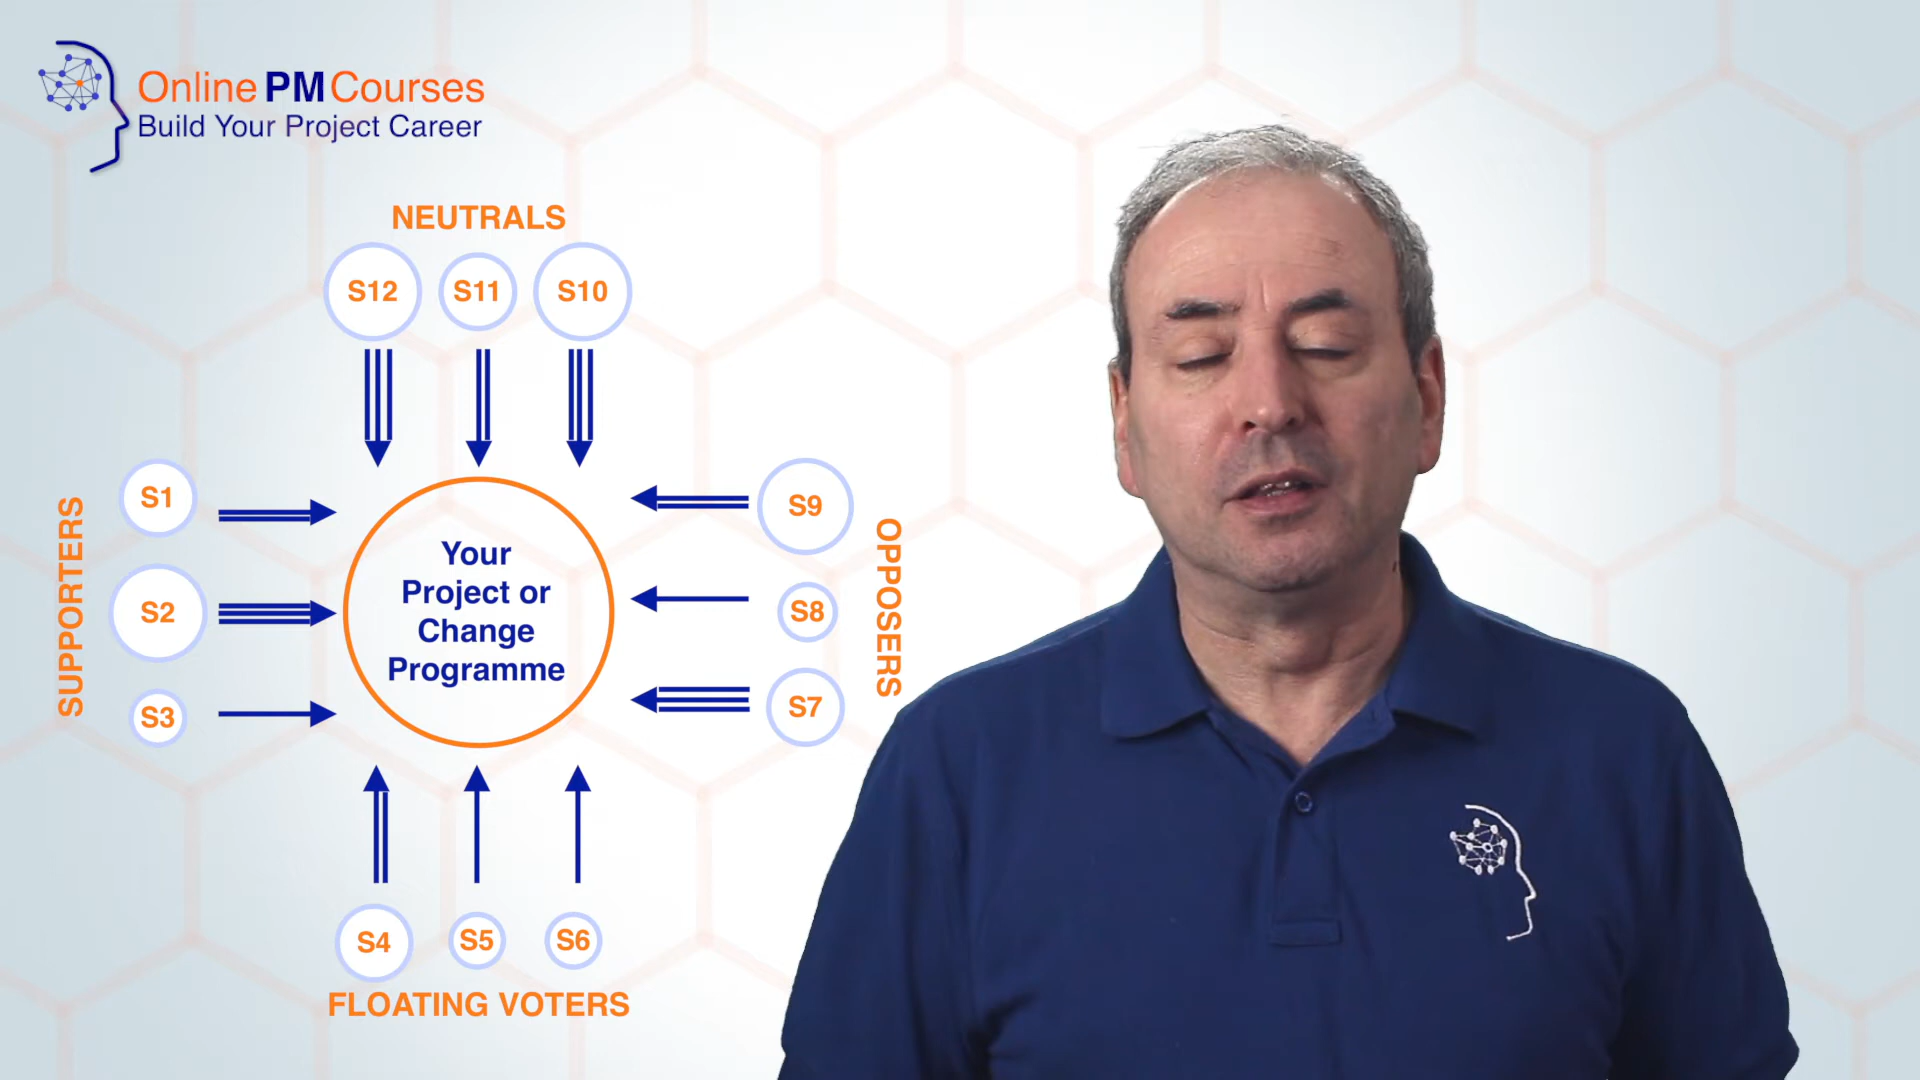 Online PM Courses
Build Your Project Career
NEUTRALS
S12 S11 S10
SUPPORTERS
S1
S2
S3
Your
Project or
Change
Programme
S9
S8
S7
OPPOSERS
S4 S5 S6
FLOATING VOTERS